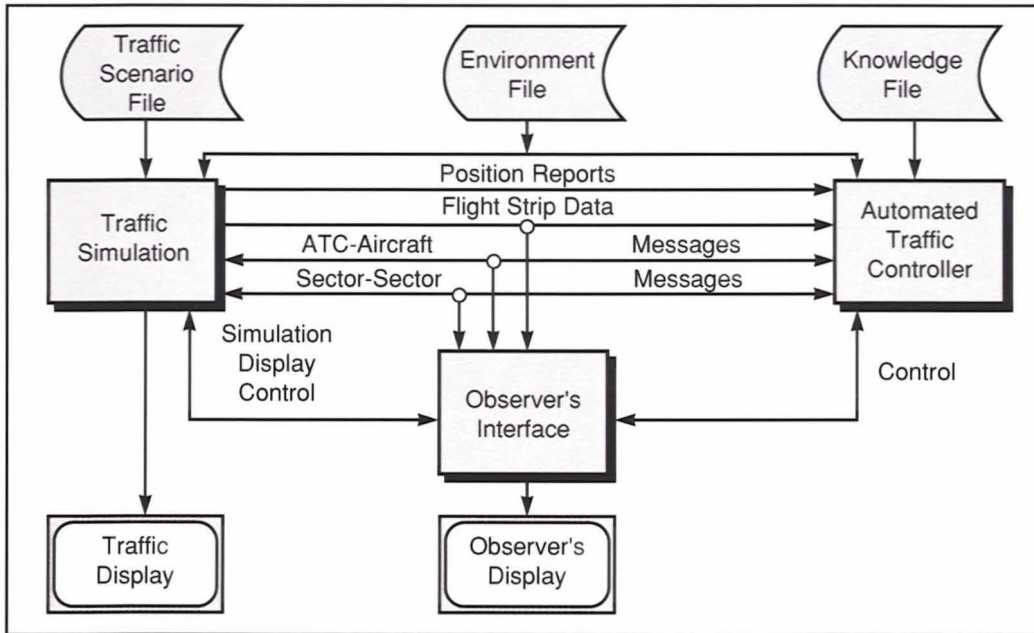 Traffic
Scenario
File
Environment
File
Knowledge
File
Position Reports
Flight Strip Data
Traffic
Simulation
ATC-Aircraft Messages
Sector-Sector Messages
Automated
Traffic
Controller
Simulation
Display
Control
Observer's
Interface
Control
Traffic
Display
Observer's
Display